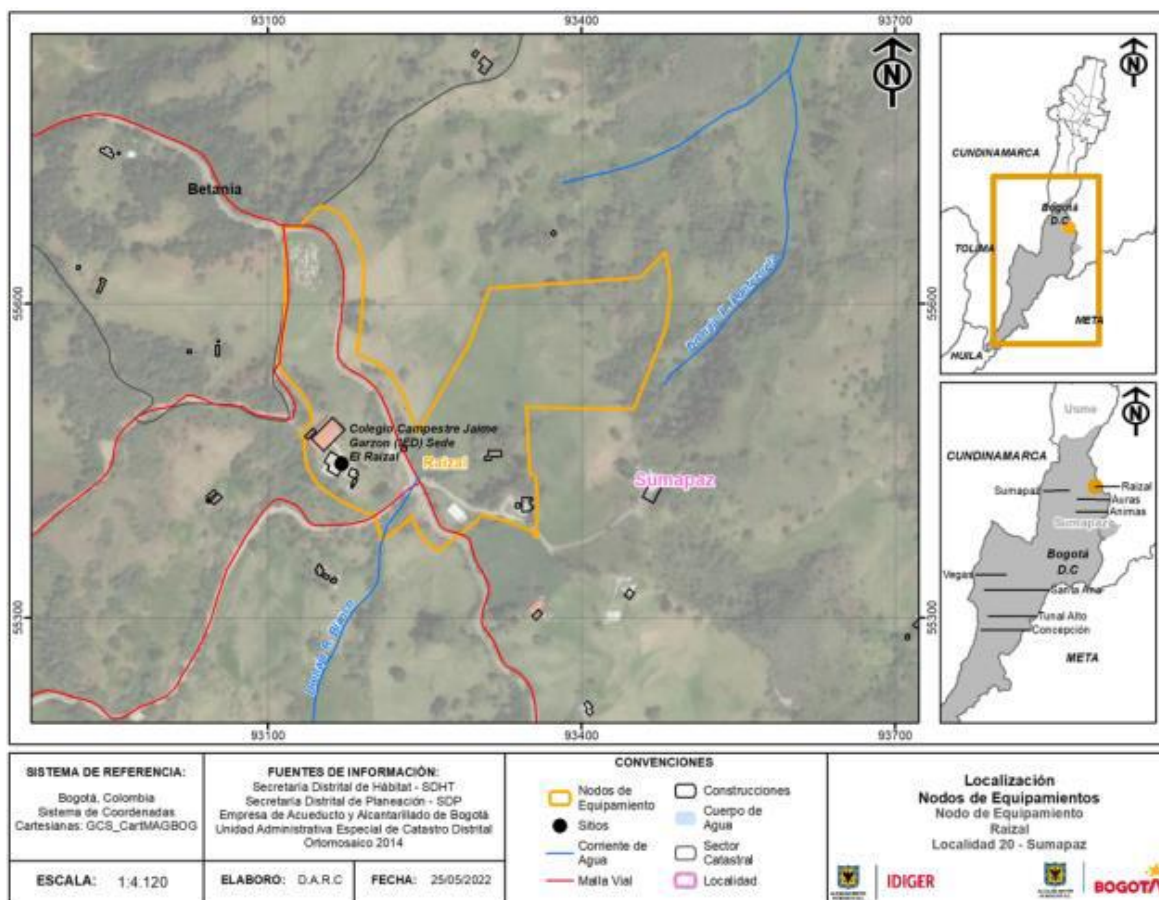 93100
93400
93700
55600
55300
55600
55300
N
Betania
Colegio Campestre Jaime
Garzon (IED) Sede
El Raizal
Raizal
Sumapaz
N
CUNDINAMARCA
Bogotá
D.C
TOLIMA
META
HUILA
N
Usme
CUNDINAMARCA
Sumapaz
Raizal
Auras
Animas
Sumapaz
Bogotá
D.C
Vegas
Santa Ana
Tunal Alto
Concepción
META
SISTEMA DE REFERENCIA:
Bogotá, Colombia
Sistema de Coordenadas
Cartesianas: GCS_CartMAGBOG
ESCALA: 1:4.120
FUENTES DE INFORMACIÓN:
Secretaría Distrital de Hábitat - SDHT
Secretaría Distrital de Planeación - SDP
Empresa de Acueducto y Alcantarillado de Bogotá
Unidad Administrativa Especial de Catastro Distrital
Ortomosaico 2014
ELABORO: D.A.R.C
FECHA: 25/05/2022
CONVENCIONES
Nodos de
Equipamiento
Sitios
Corriente de
Agua
Malla Vial
Construcciones
Cuerpo de
Agua
Sector
Catastral
Localidad
Localización
Nodos de Equipamientos
Nodo de Equipamiento
Raizal
Localidad 20 - Sumapaz
IDIGER
BOGOTÁ